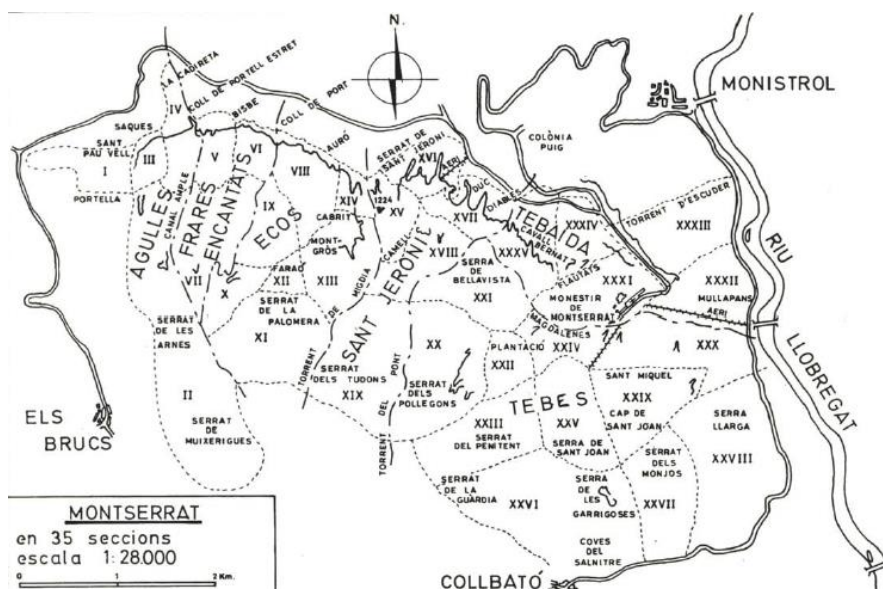 N.
MONISTROL
LA CADIRETA
COLL DE PORTELL ESTRET
IV
BISBE
COLL DE PORT
SAQUES
SANT
PAU VELL
I
III
V
VI
VIII
AURÓ
SERRAT DE
SANT JERONI
XVI
AERI
COLÒNIA
PUIG
PORTELLA
CANAL AMPLE
AGULLES
FRARES
ENCANTATS
IX
ECOS
XIV
CABRIT
1224
XV
DUC
DIABLES
XVII
TEBAIDA
CAVALL
BERNAT
XXXIV
TORRENT D'ESCUDER
XXXIII
RIU
LLOBREGAT
MONT-
GRÒS
CAMELL
XVIII
XXXV
SERRA
DE
BELLAVISTA
FLAUTATS
XXXI
XXXII
MULLAPANS
AERI
VII
X
FARAÓ
XII
XIII
XXI
MONESTIR
DE
MONTSERRAT
MAGDALENES
SERRAT
DE LES
ARNES
SERRAT
DE LA
PALOMERA
XI
TORRENT DE MIGDIA
SANT JERONI
XX
PLANTACIÓ
XXIV
XXX
XXII
SERRAT
DELS TUDONS
XIX
TORRENT DEL PONT
SERRAT
DELS
POLLEGONS
TEBES
SANT MIQUEL
XXIX
CAP DE
SANT JOAN
SERRA
LLARGA
XXVIII
II
SERRAT
DE
MUIXERIGUES
ELS
BRUCS
XXIII
SERRAT
DEL PENITENT
XXV
SERRA DE
SANT JOAN
SERRAT
DELS
MONJOS
XXVII
SERRAT
DE LA
GUÀRDIA
XXVI
SERRA
DE LES
GARRIGOSES
COVES
DEL
SALNITRE
COLLBATÓ
MONTSERRAT
en 35 seccions
escala 1:28.000
0 1 2 Km.